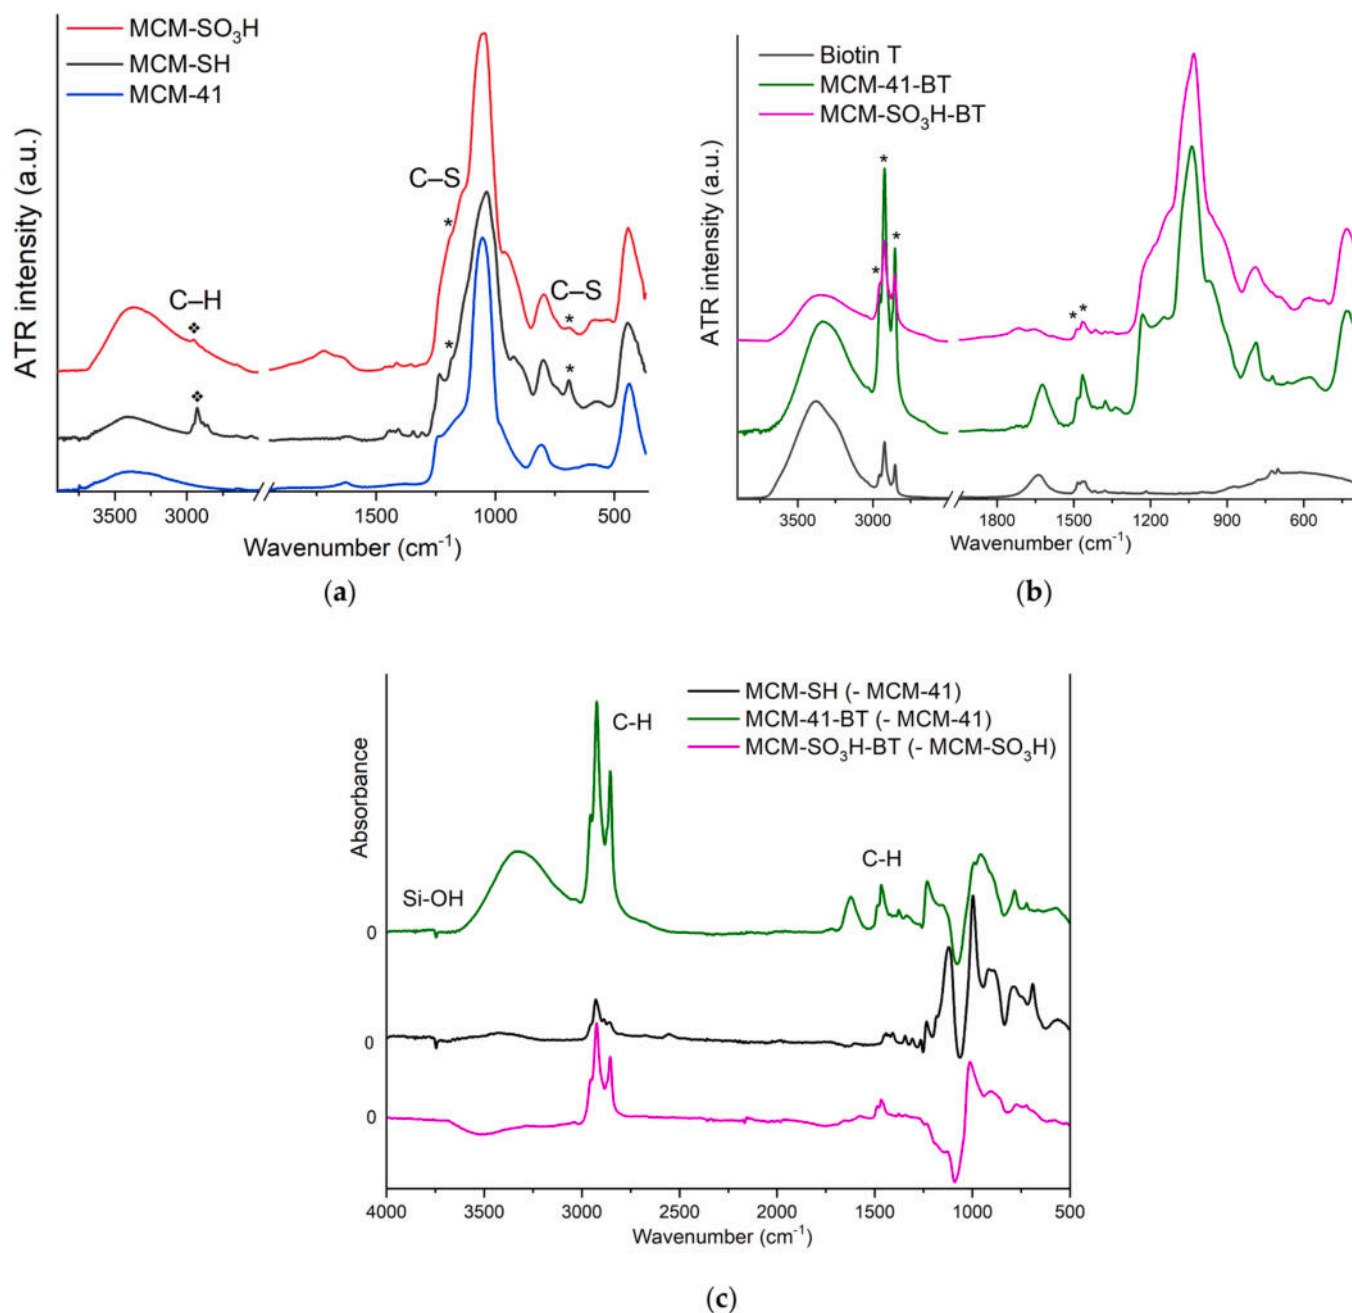 MCM-SO₃H
MCM-SH
MCM-41
C–S
*
C–H
❖
*
C–S
*
*
❖
ATR intensity (a.u.)
3500 3000 1500 1000 500
Wavenumber (cm⁻¹)
(a)
Biotin T
MCM-41-BT
MCM-SO₃H-BT
*
*
*
* *
ATR intensity (a.u.)
3500 3000 1800 1500 1200 900 600
Wavenumber (cm⁻¹)
(b)
MCM-SH (- MCM-41)
MCM-41-BT (- MCM-41)
MCM-SO₃H-BT (- MCM-SO₃H)
C-H
C-H
Si-OH
0
0
0
Absorbance
4000 3500 3000 2500 2000 1500 1000 500
Wavenumber (cm⁻¹)
(c)